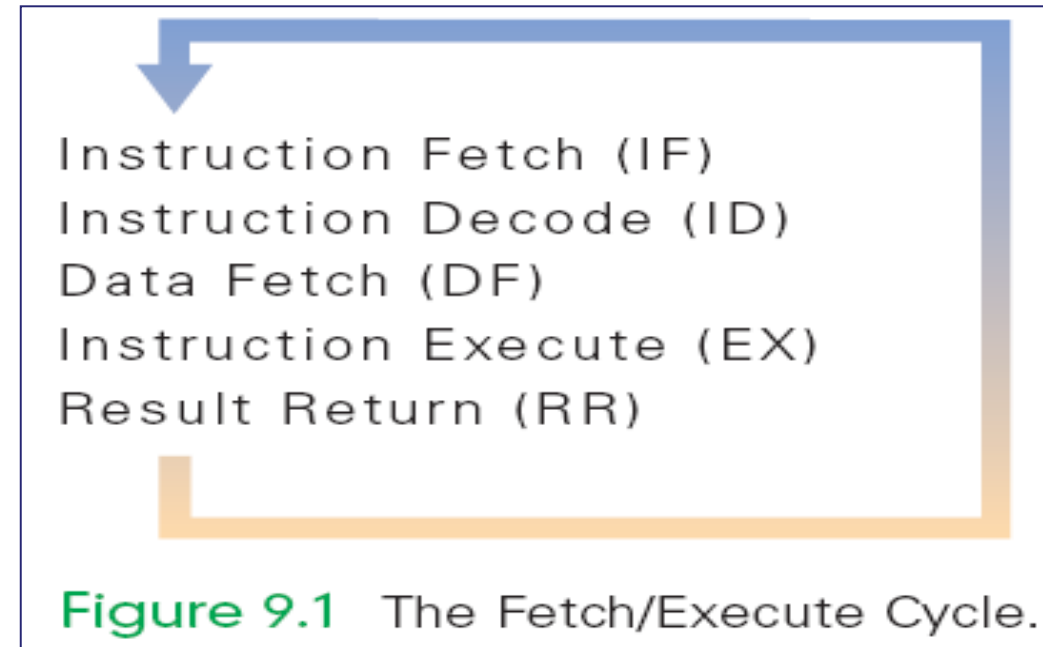 Instruction Fetch (IF)
Instruction Decode (ID)
Data Fetch (DF)
Instruction Execute (EX)
Result Return (RR)
Figure 9.1 The Fetch/Execute Cycle.